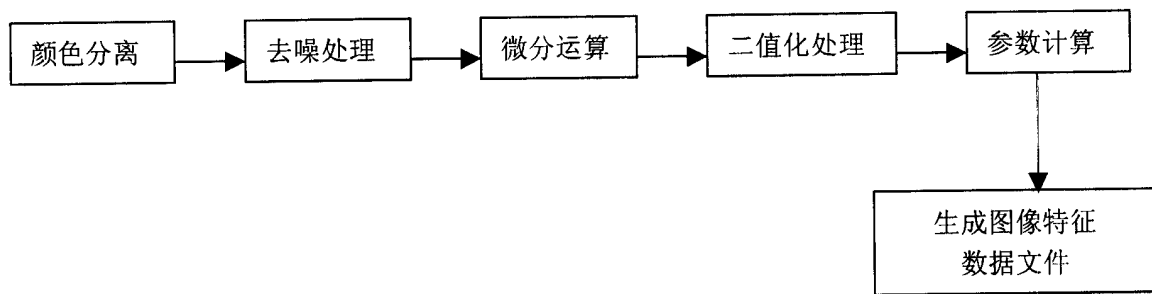 颜色分离
去噪处理
微分运算
二值化处理
参数计算
生成图像特征
数据文件